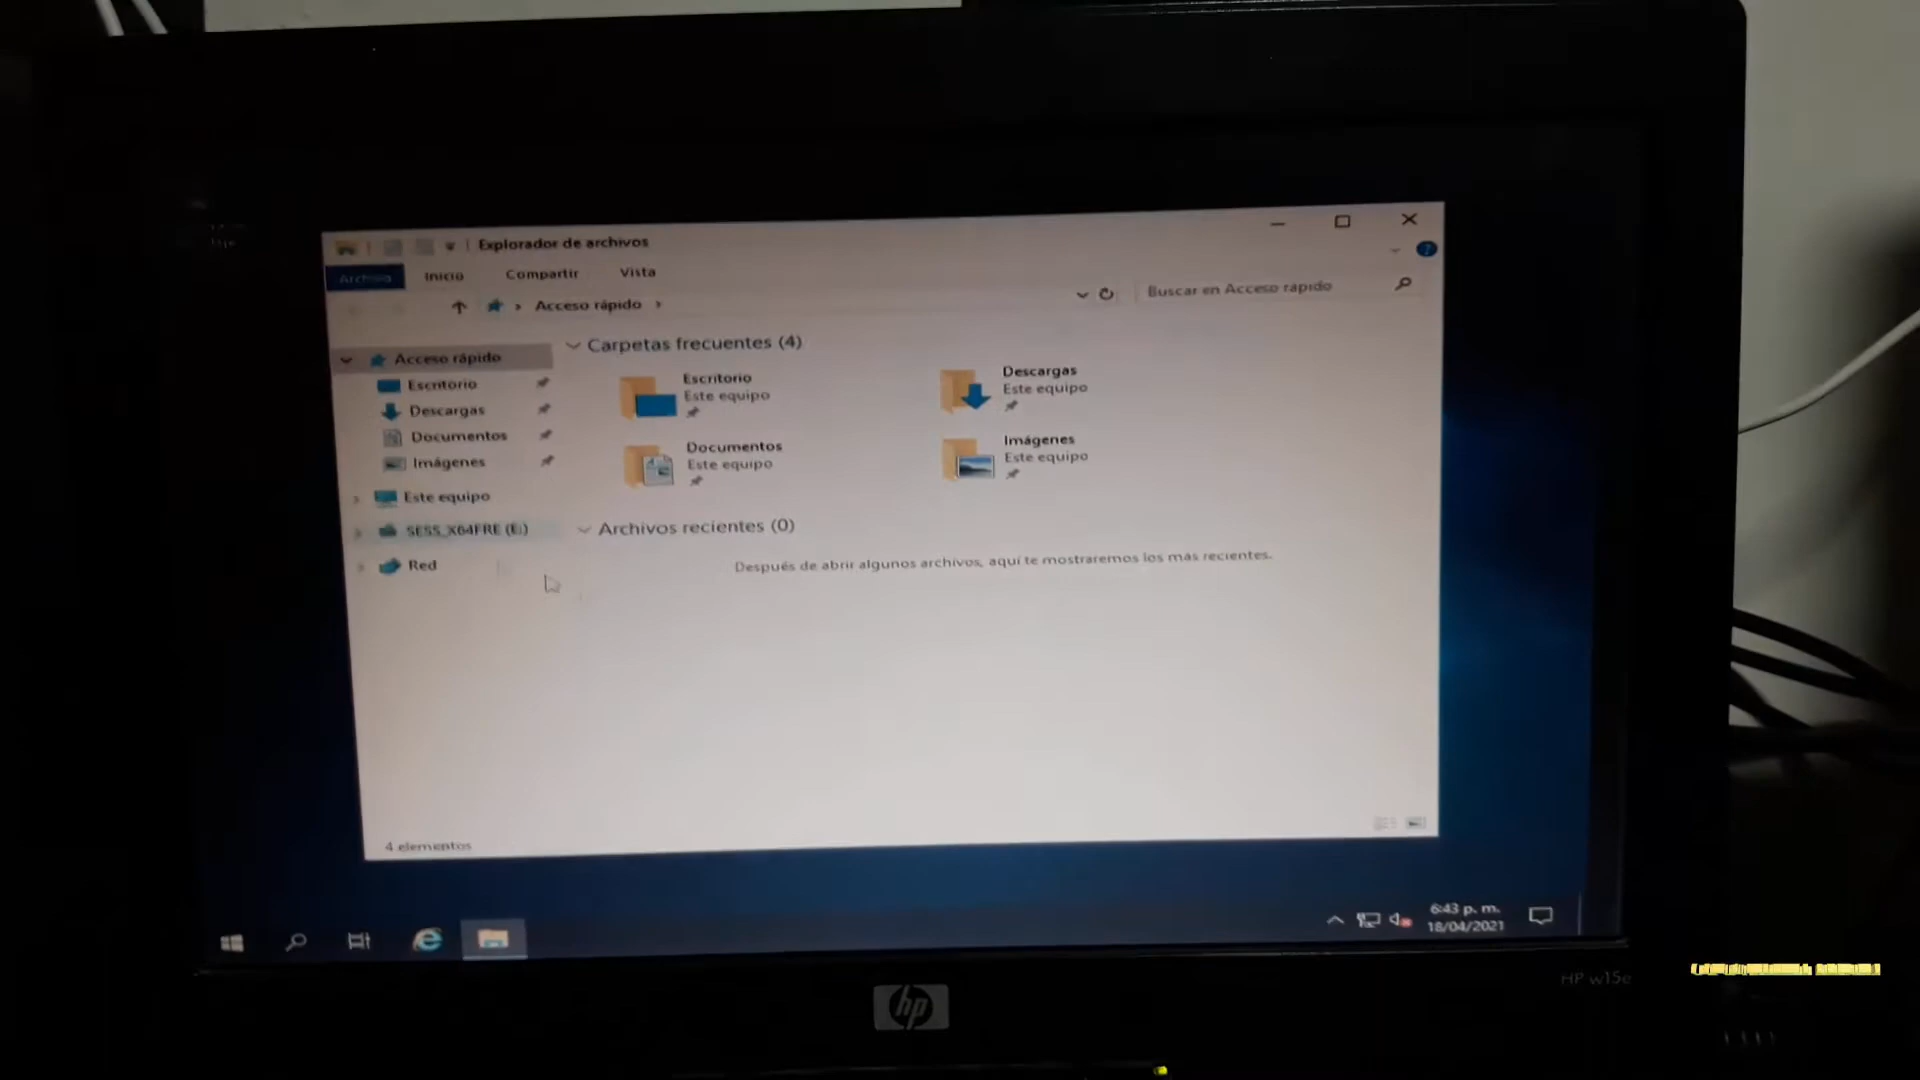 Explorador de archivos
Archivo Inicio Compartir Vista
Acceso rápido
Buscar en Acceso rápido
Acceso rápido
Escritorio
Descargas
Documentos
Imágenes
Este equipo
SESS_X64FRE (E:)
Red
Carpetas frecuentes (4)
Escritorio
Este equipo
Descargas
Este equipo
Documentos
Este equipo
Imágenes
Este equipo
Archivos recientes (0)
Después de abrir algunos archivos, aquí te mostraremos los más recientes.
4 elementos
6:43 p. m.
18/04/2021
HP w15e
hp